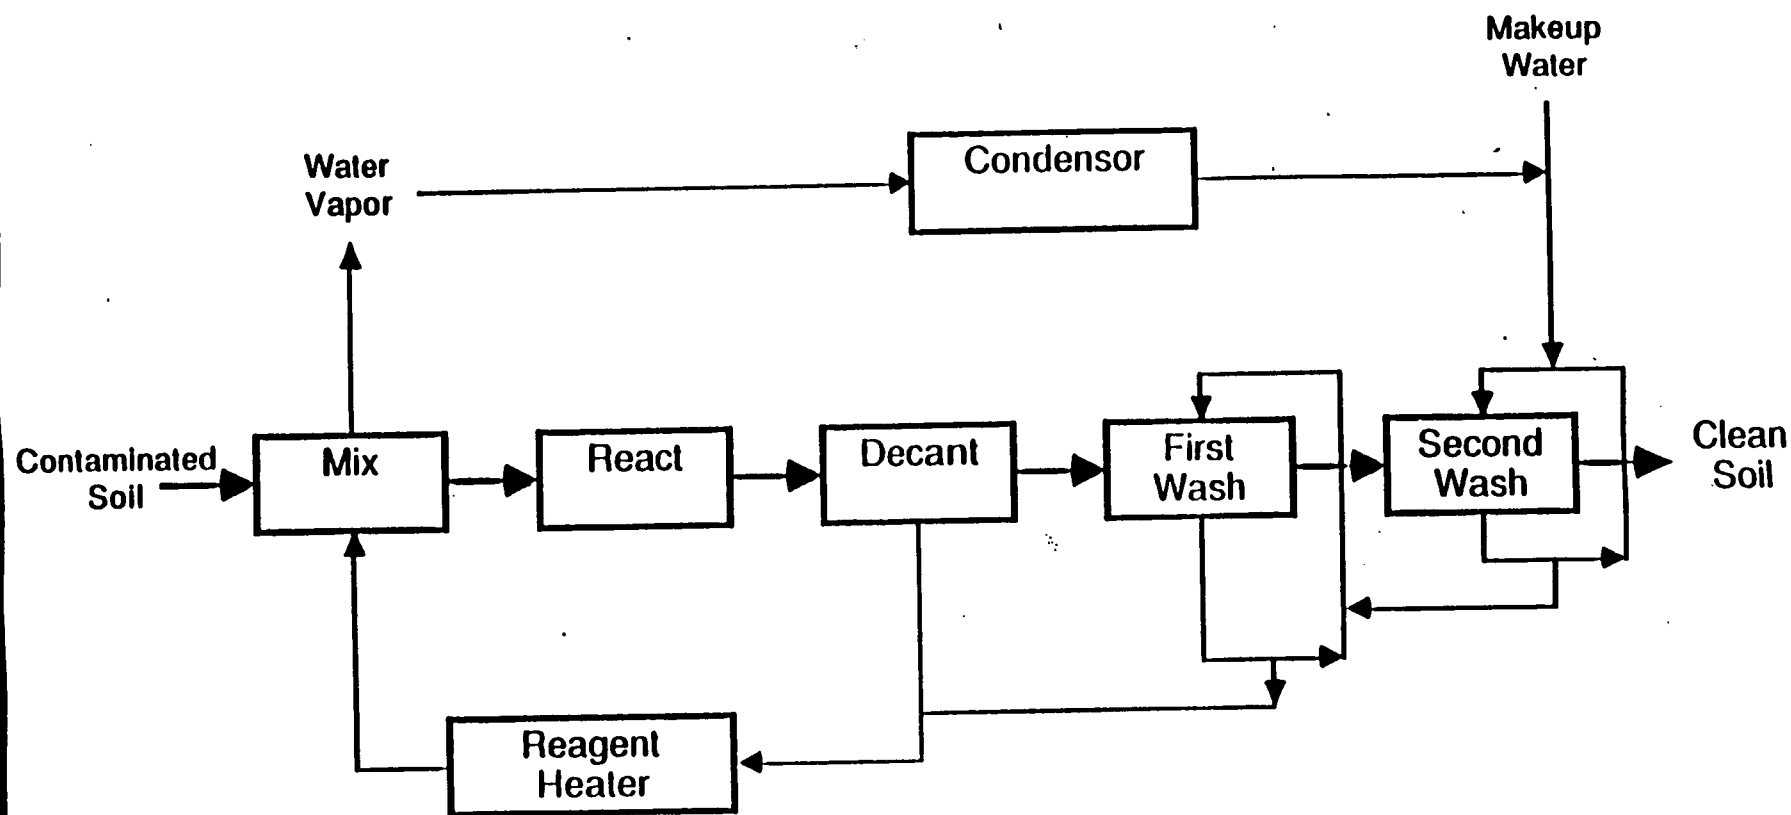 Makeup
Water
Condensor
Water
Vapor
Contaminated
Soil
Mix
React
Decant
First
Wash
Second
Wash
Clean
Soil
Reagent
Heater